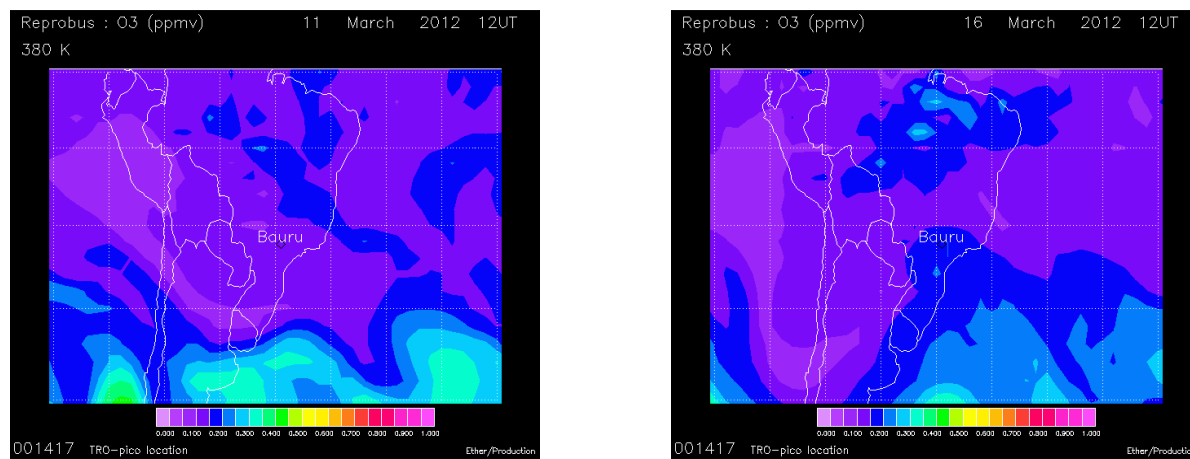 Reprobus : O3 (ppmv) 11 March 2012 12UT
380 K
Bauru
0.000 0.100 0.200 0.300 0.400 0.500 0.600 0.700 0.800 0.900 1.000
001417 TRO-pico location Ether/Production
Reprobus : O3 (ppmv) 16 March 2012 12UT
380 K
Bauru
0.000 0.100 0.200 0.300 0.400 0.500 0.600 0.700 0.800 0.900 1.000
001417 TRO-pico location Ether/Productio